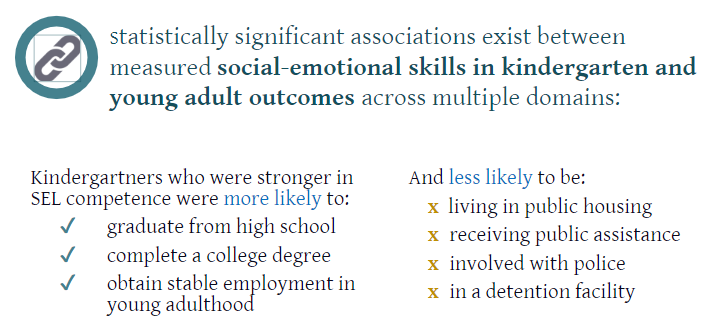 statistically significant associations exist between
measured social-emotional skills in kindergarten and
young adult outcomes across multiple domains:
Kindergartners who were stronger in
SEL competence were more likely to:
✓ graduate from high school
✓ complete a college degree
✓ obtain stable employment in
young adulthood
And less likely to be:
x living in public housing
x receiving public assistance
x involved with police
x in a detention facility